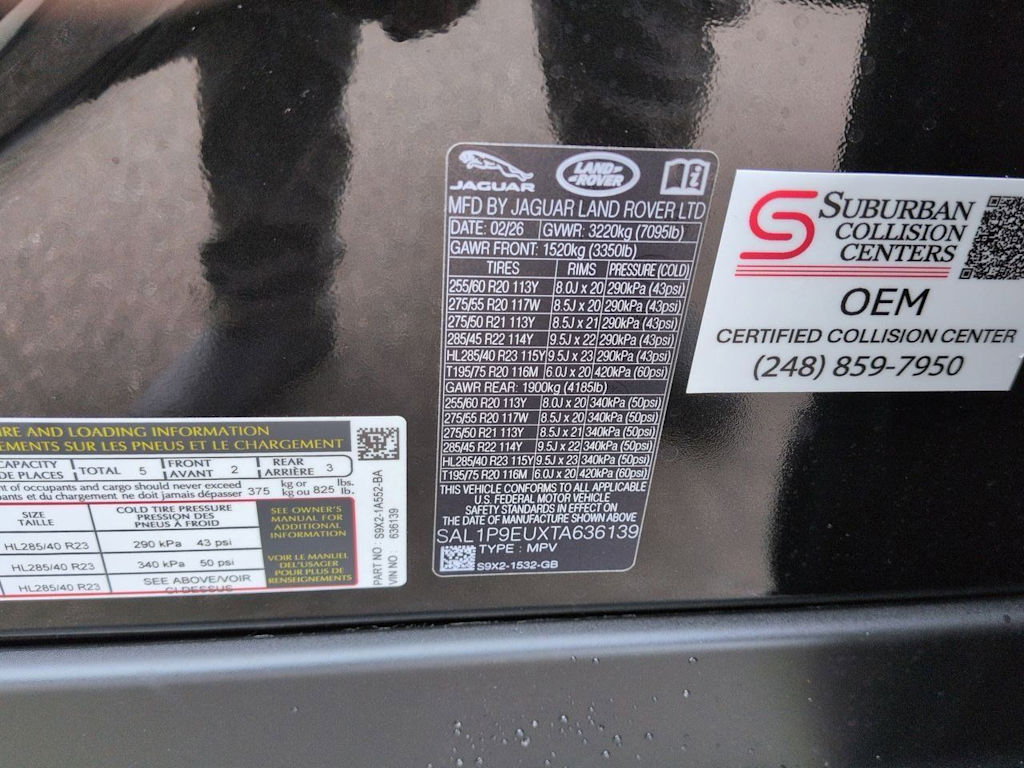 JAGUAR
LAND ROVER
i
MFD BY JAGUAR LAND ROVER LTD
DATE: 02/26 GVWR: 3220kg (7095lb)
GAWR FRONT: 1520kg (3350lb)
TIRES RIMS PRESSURE (COLD)
255/60 R20 113Y 8.0J x 20 290kPa (43psi)
275/55 R20 117W 8.5J x 20 290kPa (43psi)
275/50 R21 113Y 8.5J x 21 290kPa (43psi)
285/45 R22 114Y 9.5J x 22 290kPa (43psi)
HL285/40 R23 115Y 9.5J x 23 290kPa (43psi)
T195/75 R20 116M 6.0J x 20 420kPa (60psi)
GAWR REAR: 1900kg (4185lb)
255/60 R20 113Y 8.0J x 20 340kPa (50psi)
275/55 R20 117W 8.5J x 20 340kPa (50psi)
275/50 R21 113Y 8.5J x 21 340kPa (50psi)
285/45 R22 114Y 9.5J x 22 340kPa (50psi)
HL285/40 R23 115Y 9.5J x 23 340kPa (50psi)
T195/75 R20 116M 6.0J x 20 420kPa (60psi)
THIS VEHICLE CONFORMS TO ALL APPLICABLE
U.S. FEDERAL MOTOR VEHICLE
SAFETY STANDARDS IN EFFECT ON
THE DATE OF MANUFACTURE SHOWN ABOVE
SAL1P9EUXTA636139
TYPE: MPV
S9X2-1532-GB
S SUBURBAN
COLLISION
CENTERS
OEM
CERTIFIED COLLISION CENTER
(248) 859-7950
IRE AND LOADING INFORMATION
EMENTS SUR LES PNEUS ET LE CHARGEMENT
CAPACITY
DE PLACES
TOTAL 5
FRONT
AVANT 2
REAR
ARRIÈRE 3
nt of occupants and cargo should never exceed
pants et du chargement ne doit jamais dépasser 375 kg or
kg ou 825 lbs.
lb.
SIZE
TAILLE
COLD TIRE PRESSURE
PRESSION DES
PNEUS À FROID
HL285/40 R23 290 kPa 43 psi
HL285/40 R23 340 kPa 50 psi
HL285/40 R23 SEE ABOVE/VOIR
CI-DESSUS
SEE OWNER'S
MANUAL FOR
ADDITIONAL
INFORMATION
VOIR LE MANUEL
DE L'USAGER
POUR PLUS DE
RENSEIGNEMENTS
PART NO: S9X2-1A552-BA
VIN NO: 636139